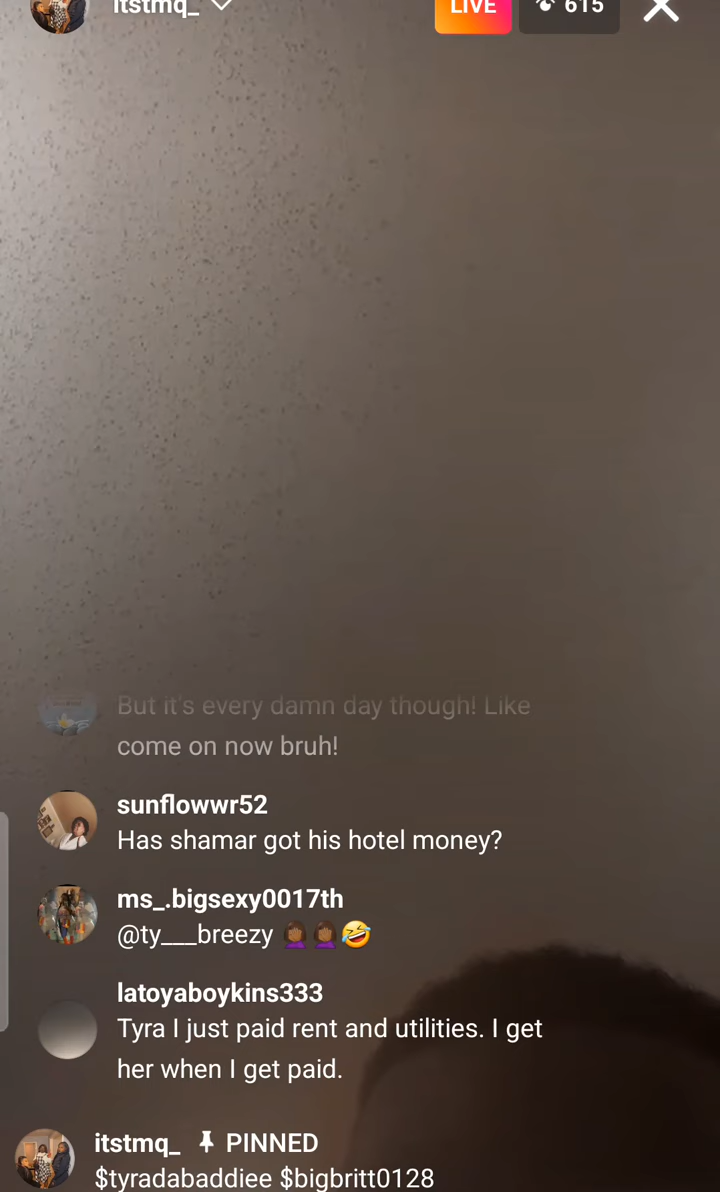 itstmq_
LIVE
615
But it's every damn day though! Like
come on now bruh!
sunflowwr52
Has shamar got his hotel money?
ms_.bigsexy0017th
@ty___breezy 🤦🏾‍♀️🤦🏾‍♀️🤣
latoyaboykins333
Tyra I just paid rent and utilities. I get
her when I get paid.
itstmq_ 📌 PINNED
$tyradabaddiee $bigbritt0128